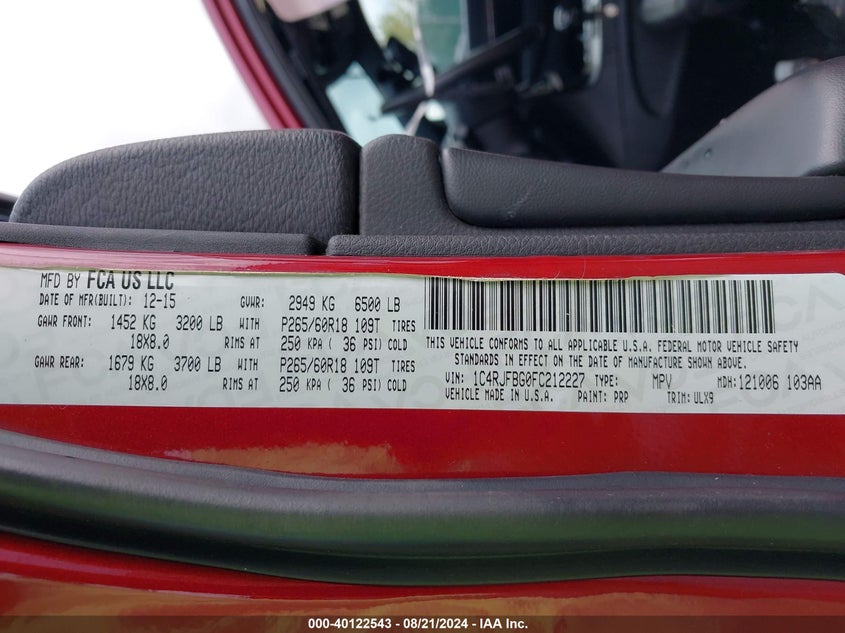 MFD BY FCA US LLC
DATE OF MFR(BUILT): 12-15 GVWR: 2949 KG 6500 LB
GAWR FRONT: 1452 KG 3200 LB WITH P265/60R18 109T TIRES
18X8.0 RIMS AT 250 KPA ( 36 PSI) COLD
GAWR REAR: 1679 KG 3700 LB WITH P265/60R18 109T TIRES
18X8.0 RIMS AT 250 KPA ( 36 PSI) COLD
THIS VEHICLE CONFORMS TO ALL APPLICABLE U.S.A. FEDERAL MOTOR VEHICLE SAFETY
STANDARDS IN EFFECT ON THE DATE OF MANUFACTURE SHOWN ABOVE.
VIN: 1C4RJFBG0FC212227 TYPE: MPV MDH: 121006 103AA
VEHICLE MADE IN U.S.A. PAINT: PRP TRIM: ULX9
000-40122543 - 08/21/2024 - IAA Inc.